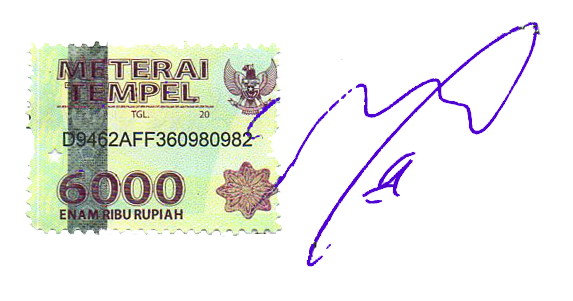 METERAI
TEMPEL
TGL. 20
D9462AFF360980982
6000
ENAM RIBU RUPIAH